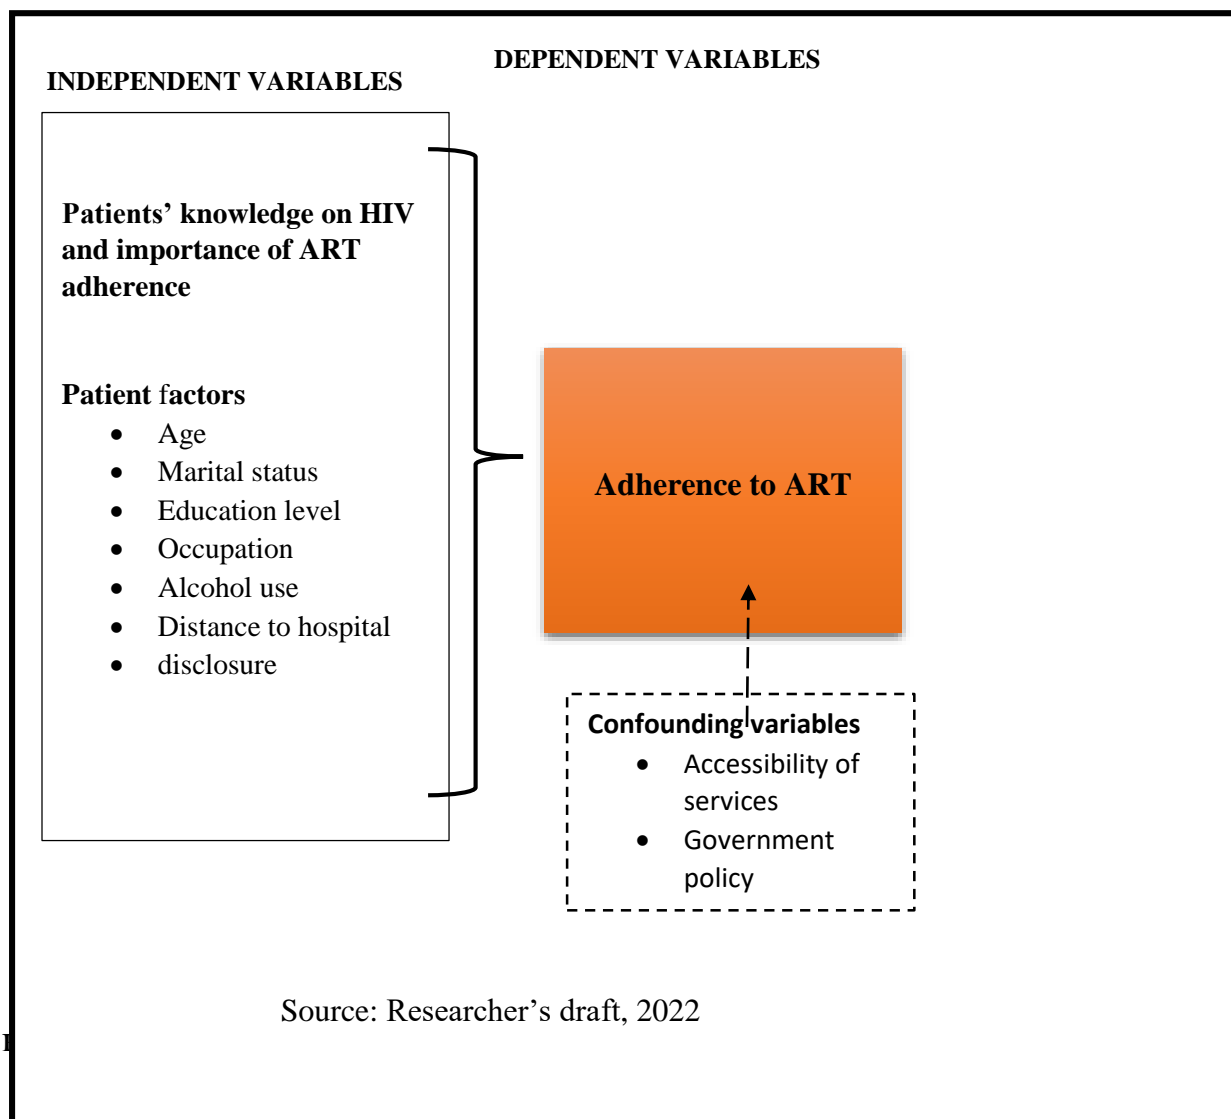 DEPENDENT VARIABLES
INDEPENDENT VARIABLES
Patients’ knowledge on HIV
and importance of ART
adherence
Patient factors
• Age
• Marital status
• Education level
• Occupation
• Alcohol use
• Distance to hospital
• disclosure
Adherence to ART
Confounding variables
• Accessibility of
services
• Government
policy
Source: Researcher’s draft, 2022